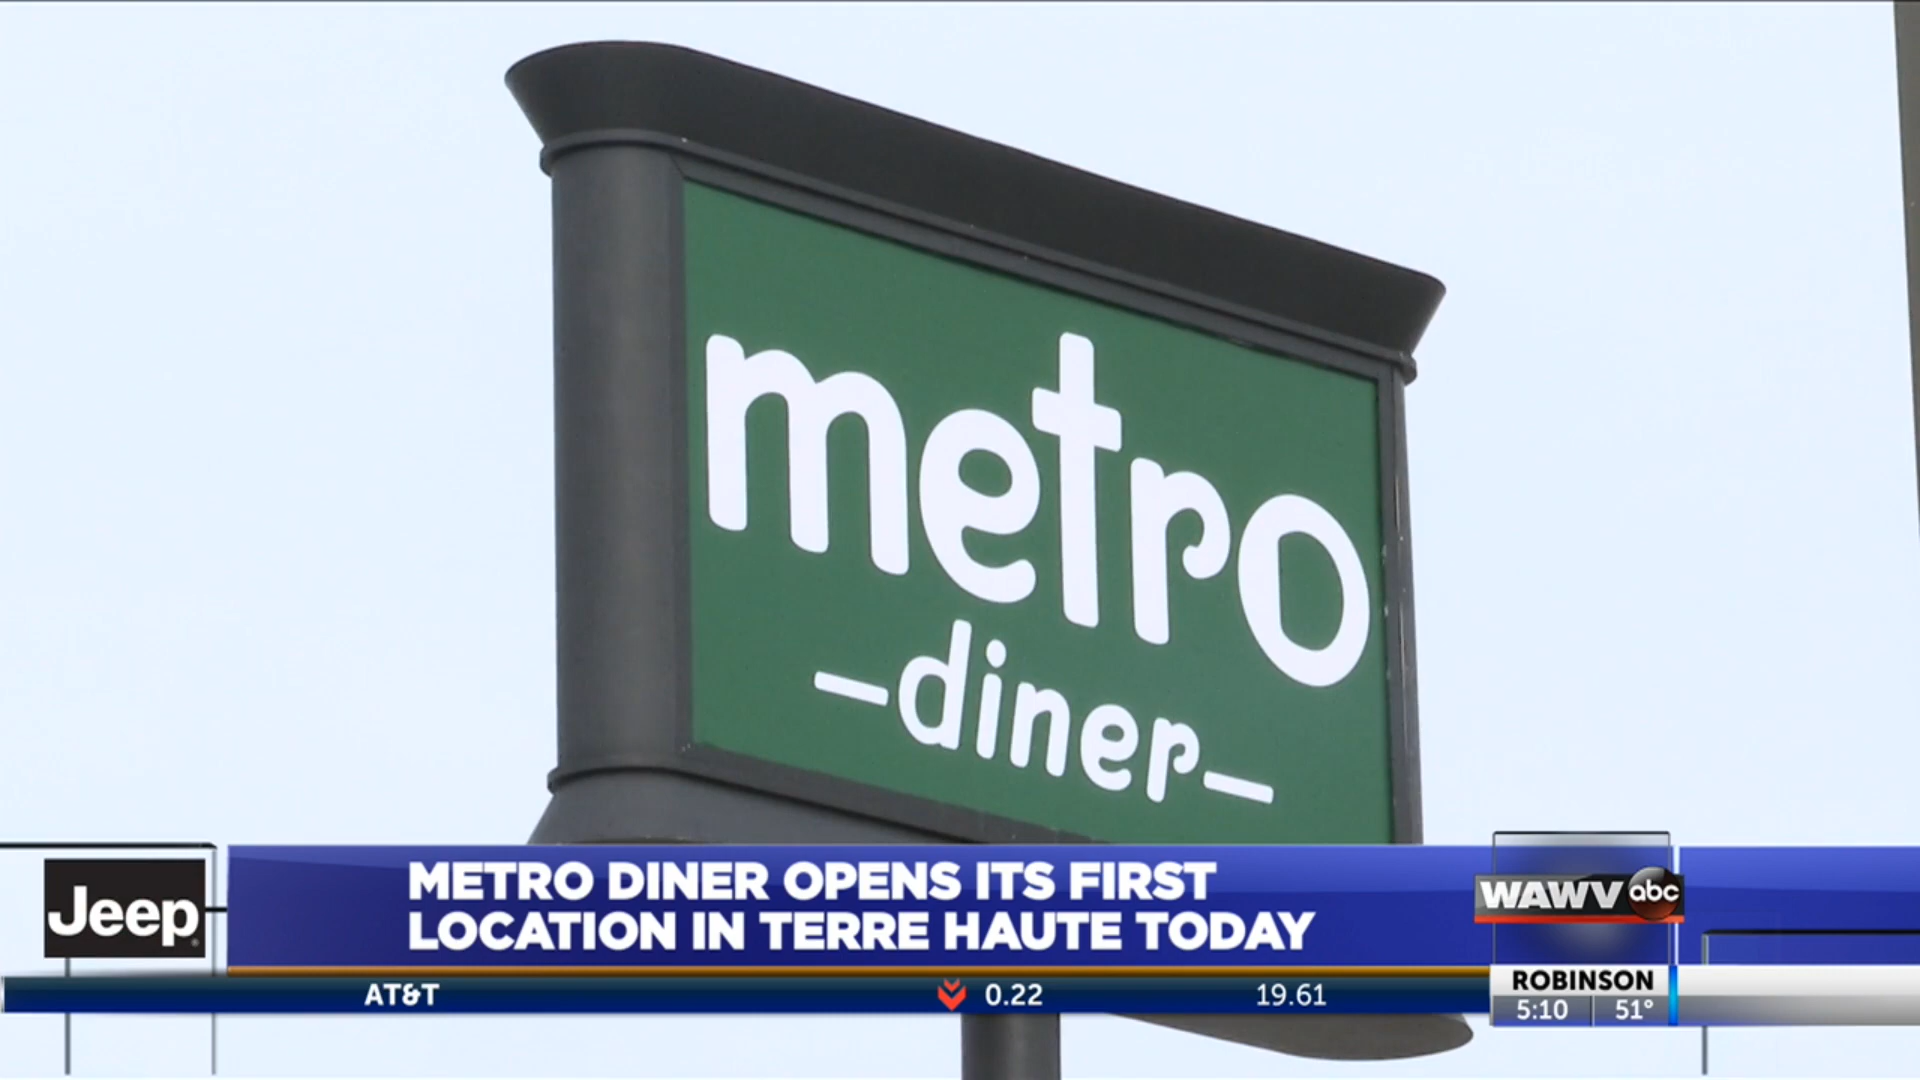 metro
–diner–
Jeep
METRO DINER OPENS ITS FIRST
LOCATION IN TERRE HAUTE TODAY
WAWV abc
AT&T 0.22 19.61
ROBINSON
5:10 51°